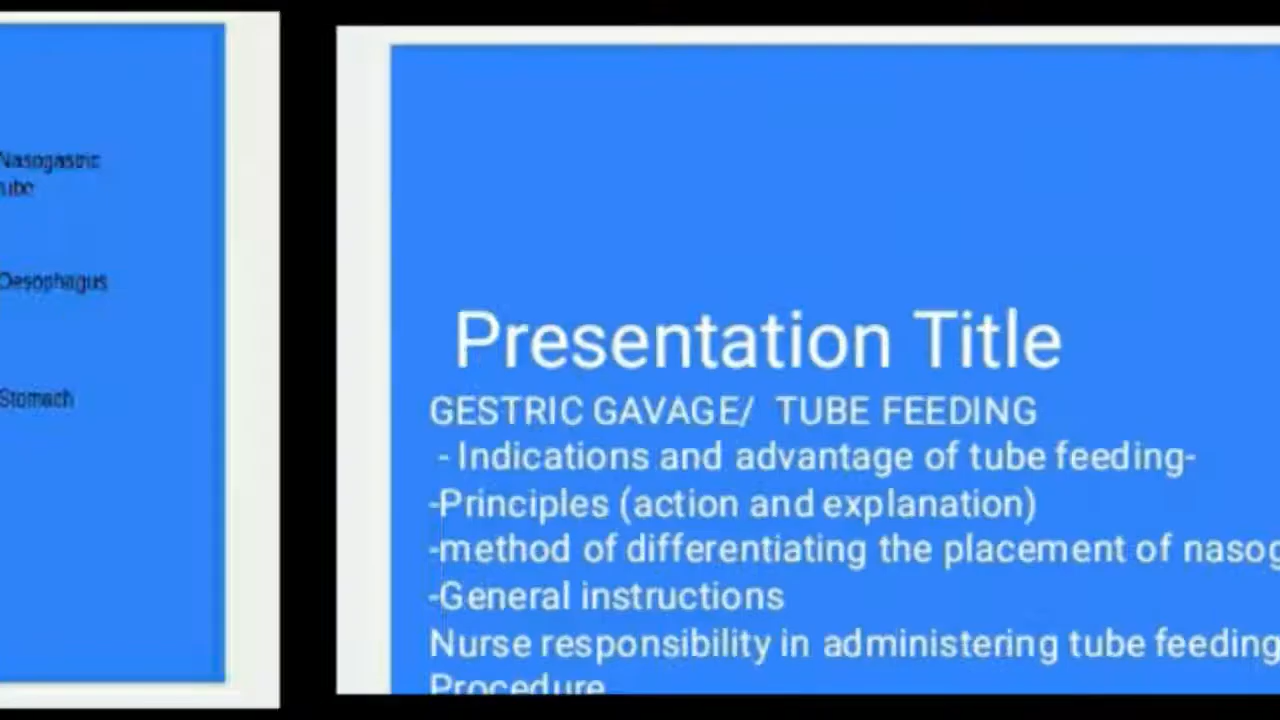 Nasogastric
Oesophagus
Stomach
Presentation Title
GESTRIC GAVAGE/ TUBE FEEDING
- Indications and advantage of tube feeding-
-Principles (action and explanation)
-method of differentiating the placement of nasog
-General instructions
Nurse responsibility in administering tube feeding
Procedure